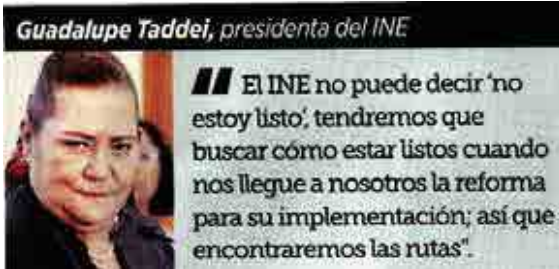 Guadalupe Taddei, presidenta del INE
" El INE no puede decir 'no
estoy listo', tendremos que
buscar cómo estar listos cuando
nos llegue a nosotros la reforma
para su implementación; así que
encontraremos las rutas".